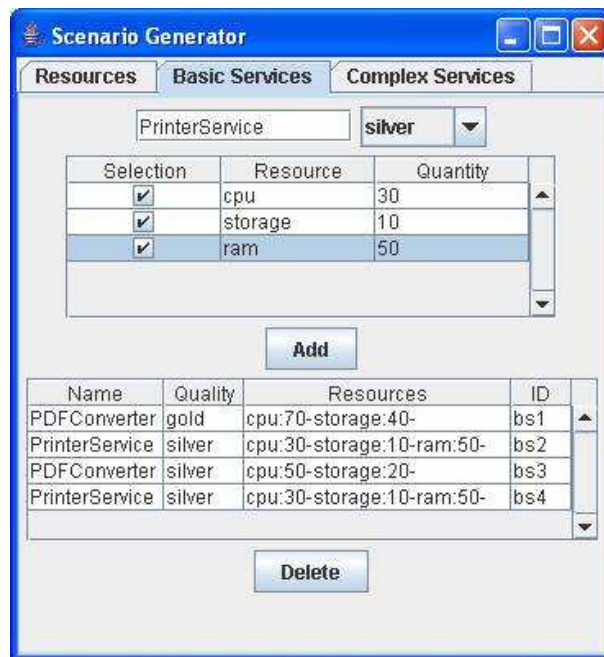 Scenario Generator
Resources Basic Services Complex Services
PrinterService silver
Selection Resource Quantity
cpu 30
storage 10
ram 50
Add
Name Quality Resources ID
PDFConverter gold cpu:70-storage:40- bs1
PrinterService silver cpu:30-storage:10-ram:50- bs2
PDFConverter silver cpu:50-storage:20- bs3
PrinterService silver cpu:30-storage:10-ram:50- bs4
Delete